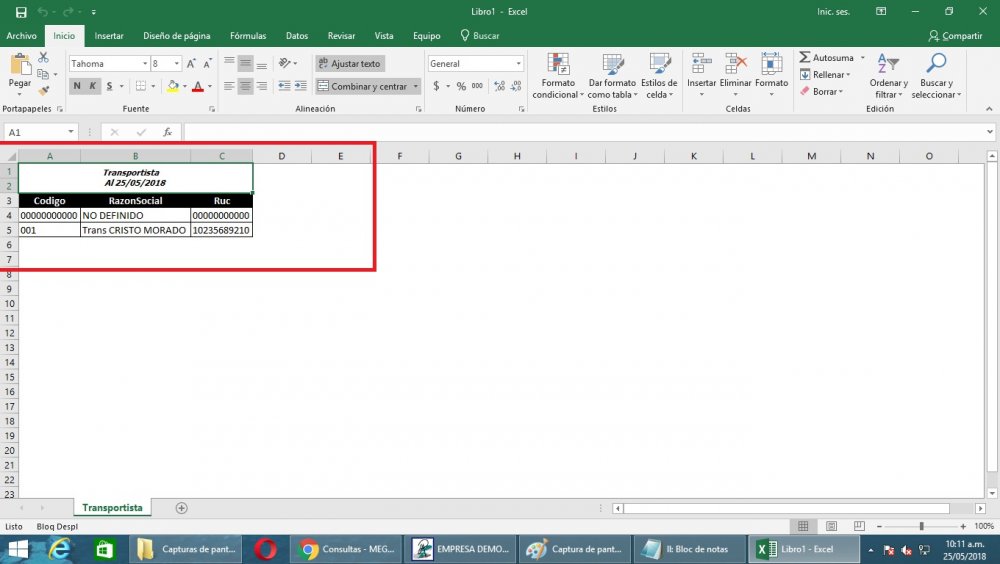 Libro1 - Excel
Inic. ses.
Archivo Inicio Insertar Diseño de página Fórmulas Datos Revisar Vista Equipo Buscar Compartir
Pegar
Tahoma 8
N K S
Ajustar texto
Combinar y centrar
General
$ % 000
Formato condicional
Dar formato como tabla
Estilos de celda
Insertar Eliminar Formato
Autosuma
Rellenar
Borrar
Ordenar y filtrar
Buscar y seleccionar
Portapapeles Fuente Alineación Número Estilos Celdas Edición
A1 fx
A B C D E F G H I J K L M N O
1 Transportista
2 Al 25/05/2018
3 Codigo RazonSocial Ruc
4 00000000000 NO DEFINIDO 00000000000
5 001 Trans CRISTO MORADO 10235689210
6
7
8
9
10
11
12
13
14
15
16
17
18
19
20
21
22
23
Transportista
Listo Bloq Despl 100%
Capturas de pant... Consultas - MEG... EMPRESA DEMO... Captura de pant... ll: Bloc de notas Libro1 - Excel
10:11 a.m.
25/05/2018